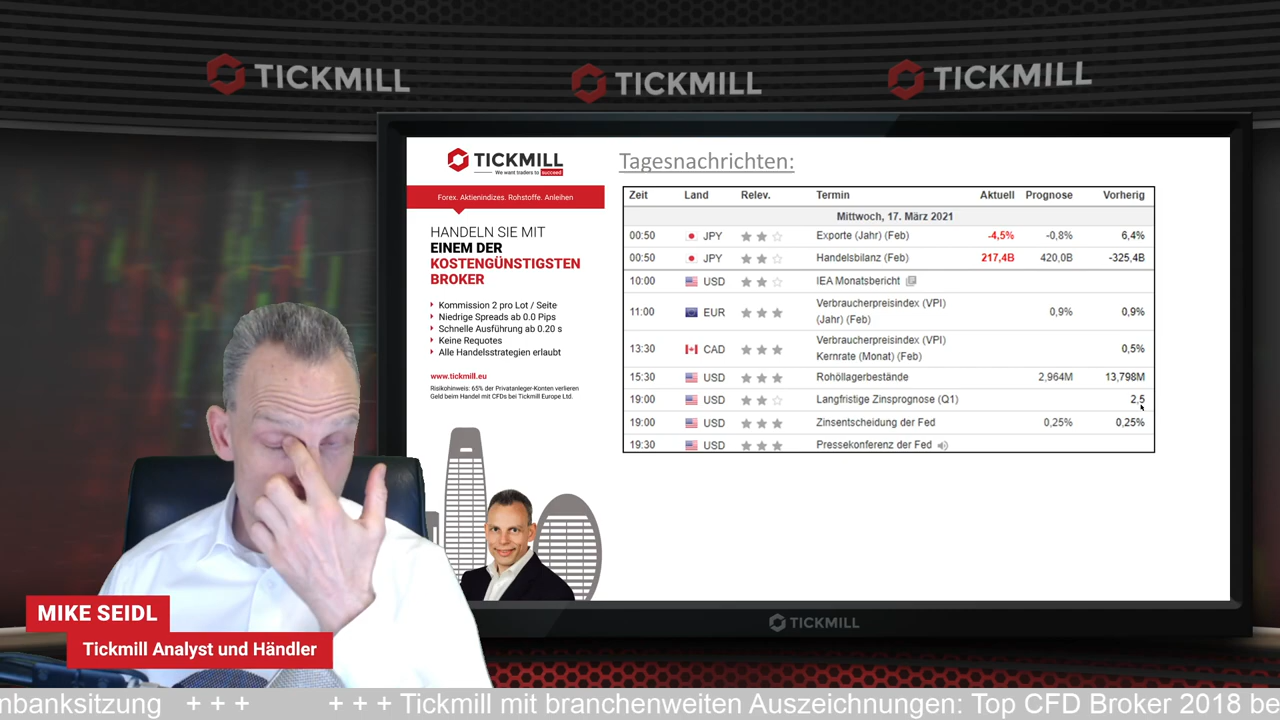 TICKMILL
TICKMILL
TICKMILL
TICKMILL
We want traders to succeed
Forex. Aktienindizes. Rohstoffe. Anleihen
HANDELN SIE MIT
EINEM DER
KOSTENGÜNSTIGSTEN
BROKER
Kommission 2 pro Lot / Seite
Niedrige Spreads ab 0.0 Pips
Schnelle Ausführung ab 0.20 s
Keine Requotes
Alle Handelsstrategien erlaubt
www.tickmill.eu
Risikohinweis: 65% der Privatanleger-Konten verlieren
Geld beim Handel mit CFDs bei Tickmill Europe Ltd.
Tagesnachrichten:
Zeit Land Relev. Termin Aktuell Prognose Vorherig
Mittwoch, 17. März 2021
00:50 JPY Exporte (Jahr) (Feb) -4,5% -0,8% 6,4%
00:50 JPY Handelsbilanz (Feb) 217,4B 420,0B -325,4B
10:00 USD IEA Monatsbericht
11:00 EUR Verbraucherpreisindex (VPI)
(Jahr) (Feb) 0,9% 0,9%
13:30 CAD Verbraucherpreisindex (VPI)
Kernrate (Monat) (Feb) 0,5%
15:30 USD Rohöllagerbestände 2,964M 13,798M
19:00 USD Langfristige Zinsprognose (Q1) 2,5
19:00 USD Zinsentscheidung der Fed 0,25% 0,25%
19:30 USD Pressekonferenz der Fed
TICKMILL
MIKE SEIDL
Tickmill Analyst und Händler
nbanksitzung +++ +++ Tickmill mit branchenweiten Auszeichnungen: Top CFD Broker 2018 be